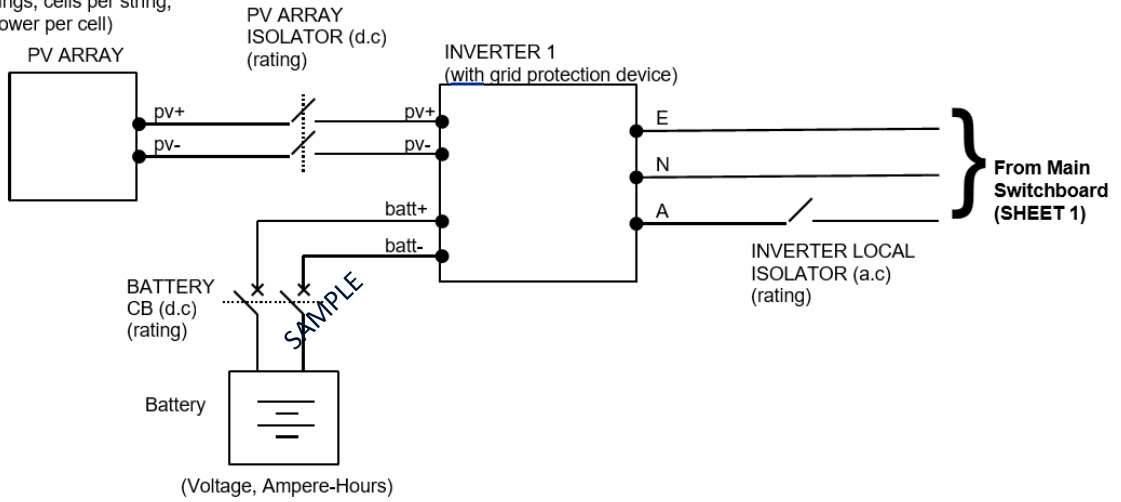 ings, cells per string,
ower per cell)
PV ARRAY
PV ARRAY
ISOLATOR (d.c)
(rating)
INVERTER 1
(with grid protection device)
pv+
pv-
pv+
pv-
batt+
batt-
E
N
A
From Main
Switchboard
(SHEET 1)
INVERTER LOCAL
ISOLATOR (a.c)
(rating)
BATTERY
CB (d.c)
(rating)
SAMPLE
Battery
(Voltage, Ampere-Hours)